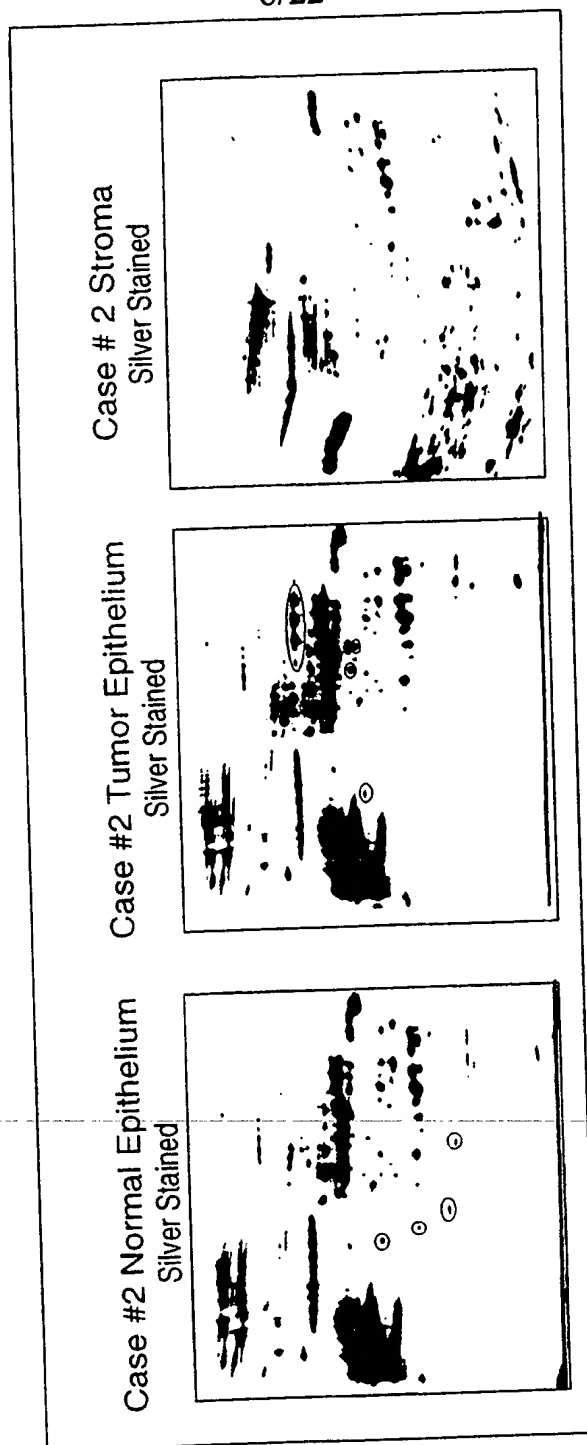 Case #2 Normal Epithelium
Silver Stained
Case #2 Tumor Epithelium
Silver Stained
Case # 2 Stroma
Silver Stained